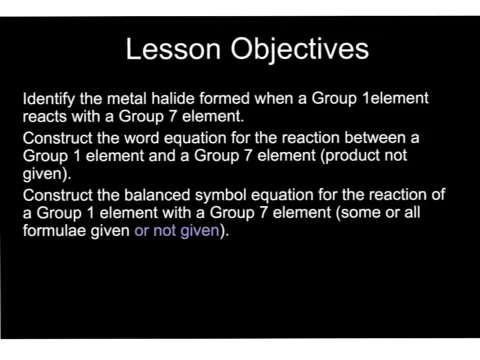 Lesson Objectives
Identify the metal halide formed when a Group 1element
reacts with a Group 7 element.
Construct the word equation for the reaction between a
Group 1 element and a Group 7 element (product not
given).
Construct the balanced symbol equation for the reaction of
a Group 1 element with a Group 7 element (some or all
formulae given or not given).